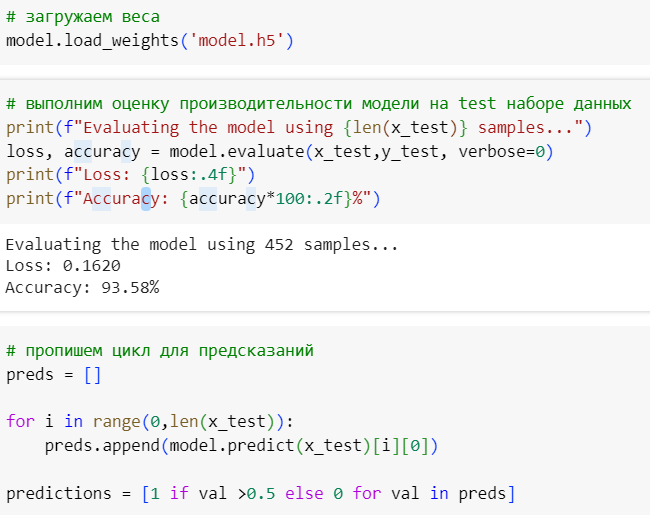 # загружаем веса
model.load_weights('model.h5')
# выполним оценку производительности модели на test наборе данных
print(f"Evaluating the model using {len(x_test)} samples...")
loss, accuracy = model.evaluate(x_test,y_test, verbose=0)
print(f"Loss: {loss:.4f}")
print(f"Accuracy: {accuracy*100:.2f}%")
Evaluating the model using 452 samples...
Loss: 0.1620
Accuracy: 93.58%
# пропишем цикл для предсказаний
preds = []
for i in range(0,len(x_test)):
    preds.append(model.predict(x_test)[i][0])
predictions = [1 if val >0.5 else 0 for val in preds]